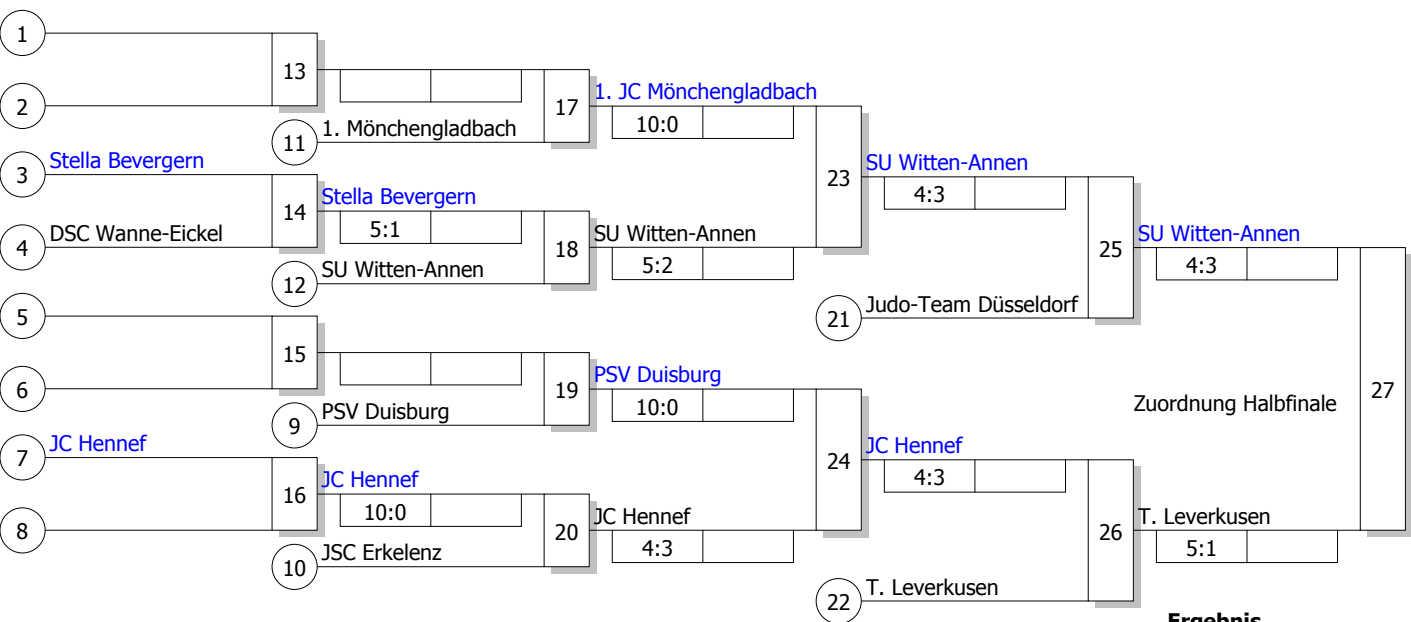 1
13
2
17
1. JC Mönchengladbach
10:0
11
1. Mönchengladbach
23
SU Witten-Annen
4:3
3
Stella Bevergern
14
Stella Bevergern
5:1
4
DSC Wanne-Eickel
18
SU Witten-Annen
5:2
12
SU Witten-Annen
25
SU Witten-Annen
4:3
21
Judo-Team Düsseldorf
5
15
6
19
PSV Duisburg
10:0
9
PSV Duisburg
Zuordnung Halbfinale
27
7
JC Hennef
16
JC Hennef
10:0
24
JC Hennef
4:3
8
20
JC Hennef
4:3
10
JSC Erkelenz
26
T. Leverkusen
5:1
22
T. Leverkusen
Ergebnis